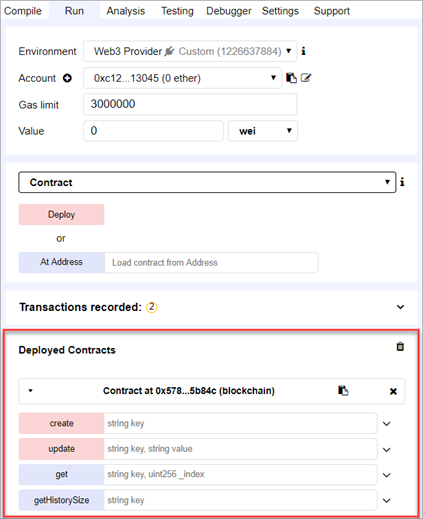 Compile Run Analysis Testing Debugger Settings Support
Environment Web3 Provider Custom (1226637884)
Account 0xc12...13045 (0 ether)
Gas limit 3000000
Value 0 wei
Contract
Deploy
or
At Address Load contract from Address
Transactions recorded: 2
Deployed Contracts
Contract at 0x578...5b84c (blockchain)
create string key
update string key, string value
get string key, uint256 _index
getHistorySize string key